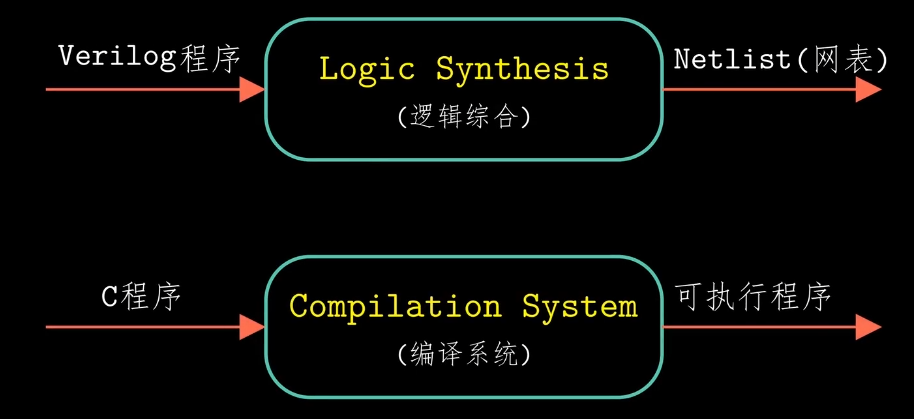 Verilog程序
Logic Synthesis
(逻辑综合)
Netlist(网表)
C程序
Compilation System
(编译系统)
可执行程序